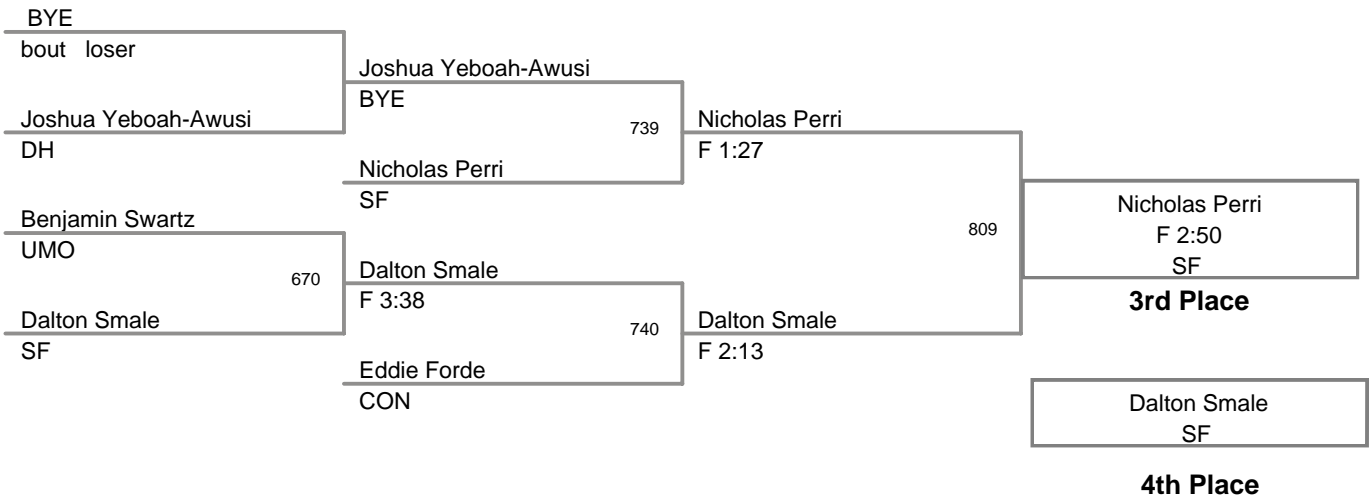 BYE
bout loser
Joshua Yeboah-Awusi
BYE
Joshua Yeboah-Awusi
DH
739
Nicholas Perri
F 1:27
Nicholas Perri
SF
Nicholas Perri
F 2:50
SF
3rd Place
809
Benjamin Swartz
UMO
670
Dalton Smale
F 3:38
Dalton Smale
SF
740
Dalton Smale
F 2:13
Eddie Forde
CON
Dalton Smale
SF
4th Place